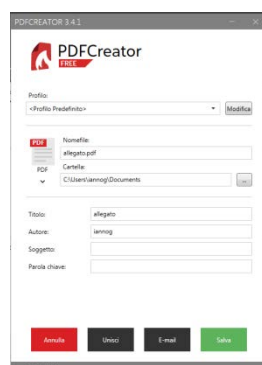 PDFCREATOR 3.4.1
PDFCreator
FREE
Profilo:
<Profilo Predefinito>
Modifica
PDF
Nomefile:
allegato.pdf
PDF
Cartella:
C:\Users\iannog\Documents
...
Titolo: allegato
Autore: iannog
Soggetto:
Parola chiave:
Annulla Unisci E-mail Salva